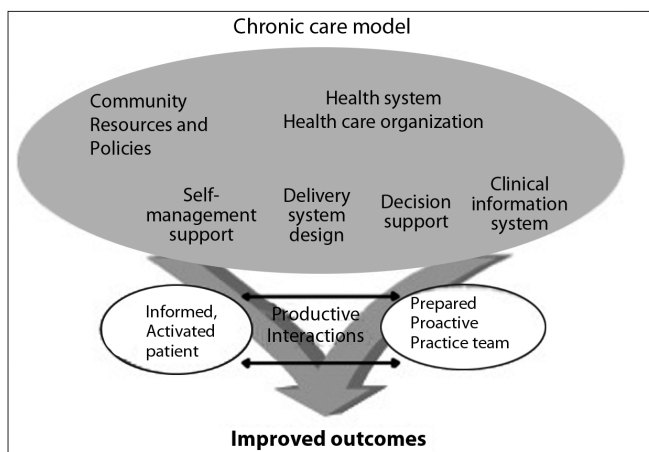 Chronic care model
Community
Resources and
Policies
Health system
Health care organization
Self-
management
support
Delivery
system
design
Decision
support
Clinical
information
system
Informed,
Activated
patient
Productive
Interactions
Prepared
Proactive
Practice team
Improved outcomes